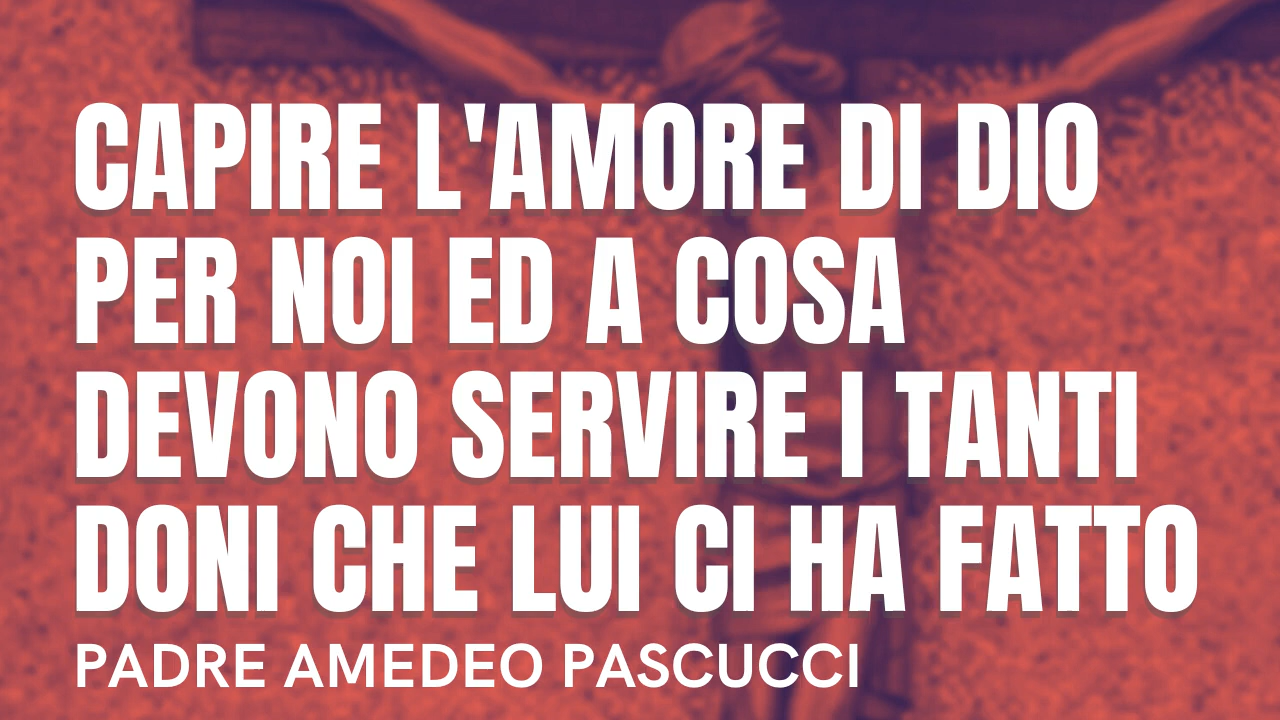 CAPIRE L'AMORE DI DIO
PER NOI ED A COSA
DEVONO SERVIRE I TANTI
DONI CHE LUI CI HA FATTO
PADRE AMEDEO PASCUCCI